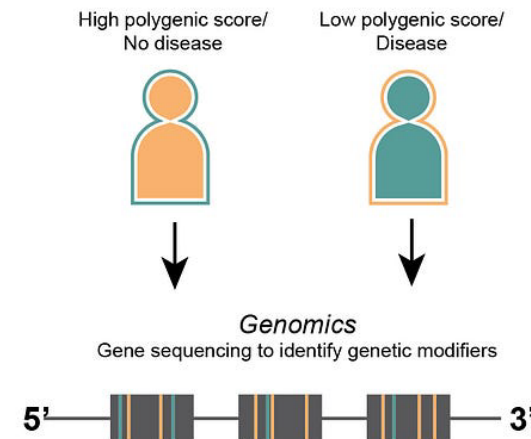 High polygenic score/
No disease
Low polygenic score/
Disease
Genomics
Gene sequencing to identify genetic modifiers
5’ 3’